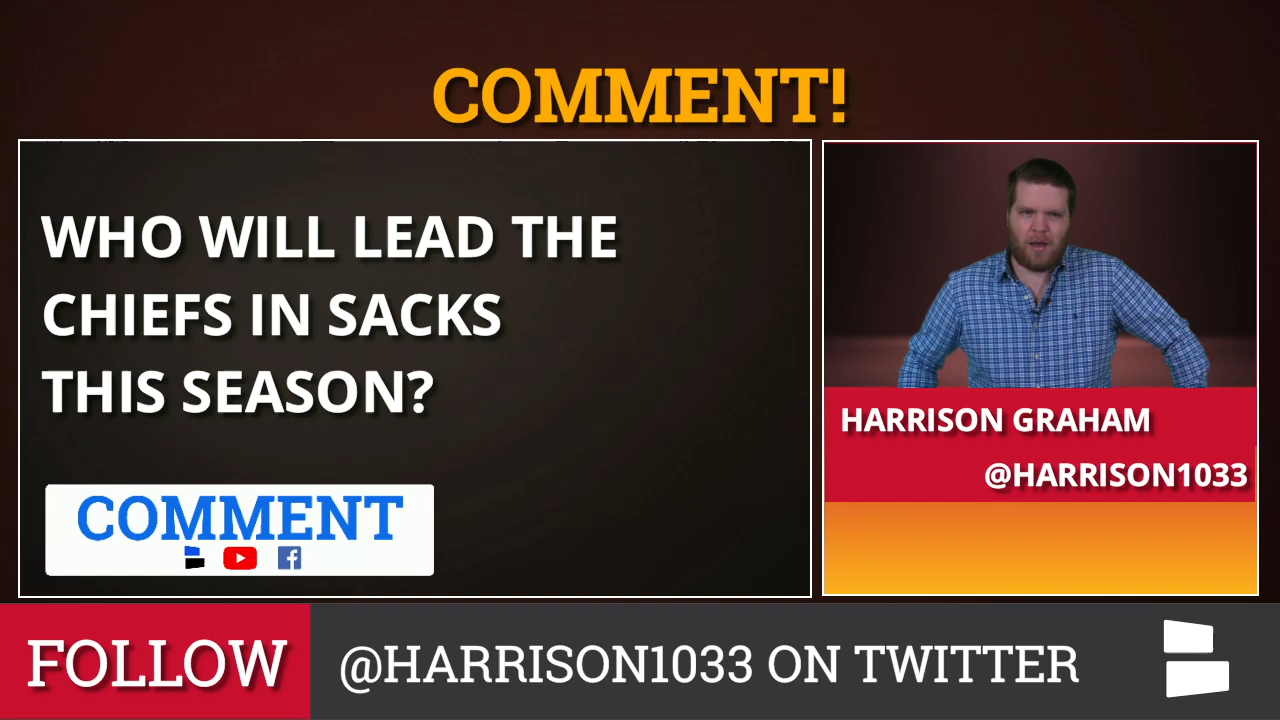 COMMENT!
WHO WILL LEAD THE
CHIEFS IN SACKS
THIS SEASON?
COMMENT
HARRISON GRAHAM
@HARRISON1033
FOLLOW
@HARRISON1033 ON TWITTER